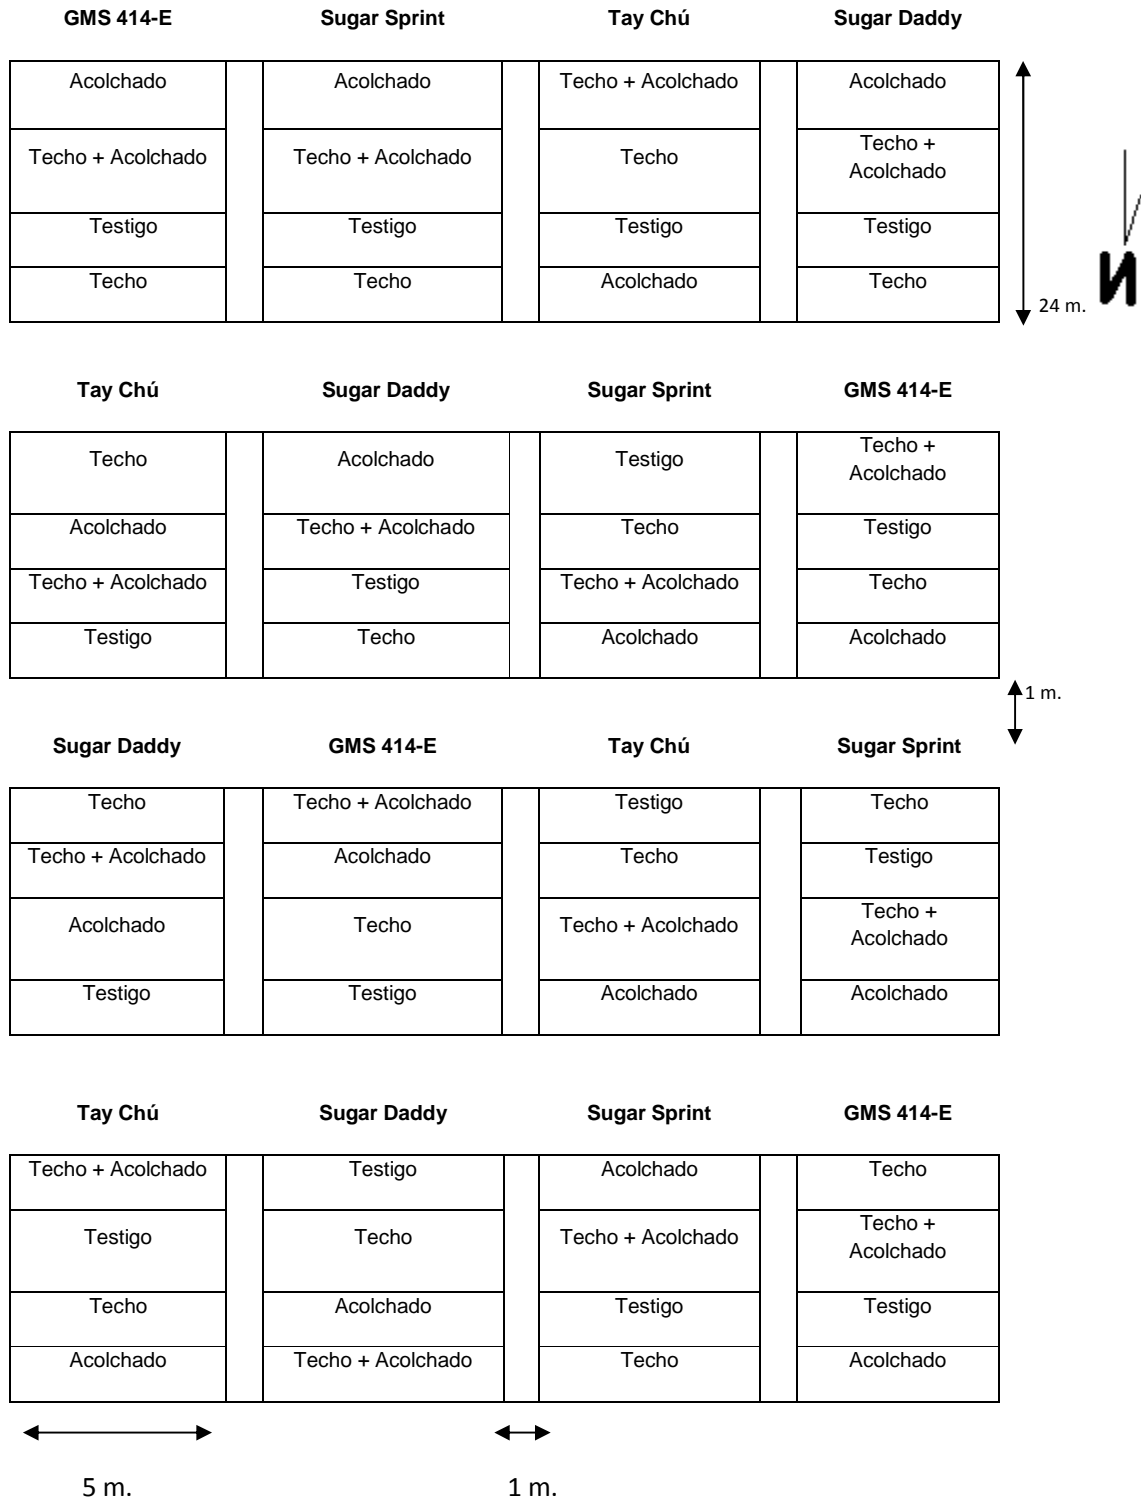 GMS 414-E Sugar Sprint Tay Chú Sugar Daddy
Acolchado Acolchado Techo + Acolchado Acolchado
Techo + Acolchado Techo + Acolchado Techo Techo +
Acolchado
Testigo Testigo Testigo Testigo
Techo Techo Acolchado Techo
24 m.
N
Tay Chú Sugar Daddy Sugar Sprint GMS 414-E
Techo Acolchado Testigo Techo +
Acolchado
Acolchado Techo + Acolchado Techo Testigo
Techo + Acolchado Testigo Techo + Acolchado Techo
Testigo Techo Acolchado Acolchado
1 m.
Sugar Daddy GMS 414-E Tay Chú Sugar Sprint
Techo Techo + Acolchado Testigo Techo
Techo + Acolchado Acolchado Techo Testigo
Acolchado Techo Techo + Acolchado Techo +
Acolchado
Testigo Testigo Acolchado Acolchado
Tay Chú Sugar Daddy Sugar Sprint GMS 414-E
Techo + Acolchado Testigo Acolchado Techo
Testigo Techo Techo + Acolchado Techo +
Acolchado
Techo Acolchado Testigo Testigo
Acolchado Techo + Acolchado Techo Acolchado
5 m. 1 m.